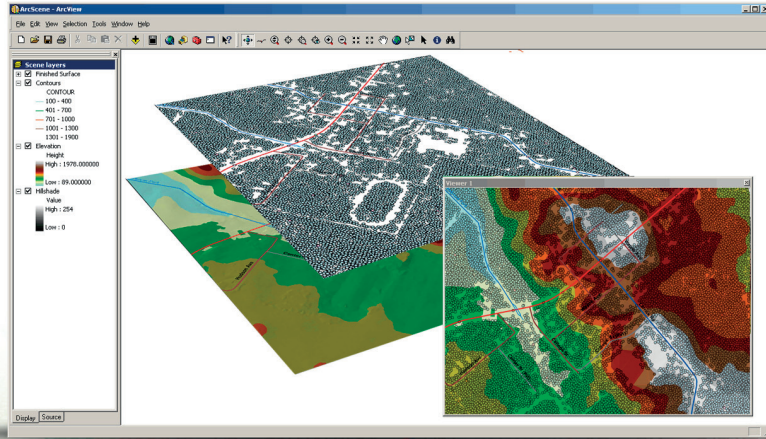 ArcScene - ArcView
File Edit View Selection Tools Window Help
Scene layers
Finished Surface
Contours
CONTOUR
100 - 400
401 - 700
701 - 1000
1001 - 1300
1301 - 1900
Elevation
Height
High : 1978.000000
Low : 89.000000
Hillshade
Value
High : 254
Low : 0
Display Source
Viewer 1